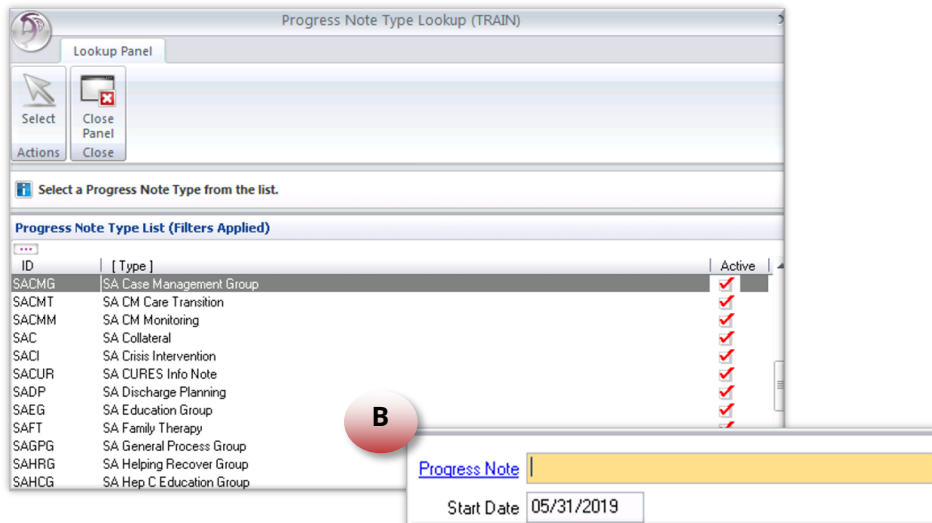 Progress Note Type Lookup (TRAIN)
Lookup Panel
Select
Close
Panel
Actions
Close
Select a Progress Note Type from the list.
Progress Note Type List (Filters Applied)
ID [ Type ] Active
SACMG SA Case Management Group
SACMT SA CM Care Transition
SACMM SA CM Monitoring
SAC SA Collateral
SACI SA Crisis Intervention
SACUR SA CURES Info Note
SADP SA Discharge Planning
SAEG SA Education Group
SAFT SA Family Therapy
SAGPG SA General Process Group
SAHRG SA Helping Recover Group
SAHCG SA Hep C Education Group
B
Progress Note
Start Date 05/31/2019